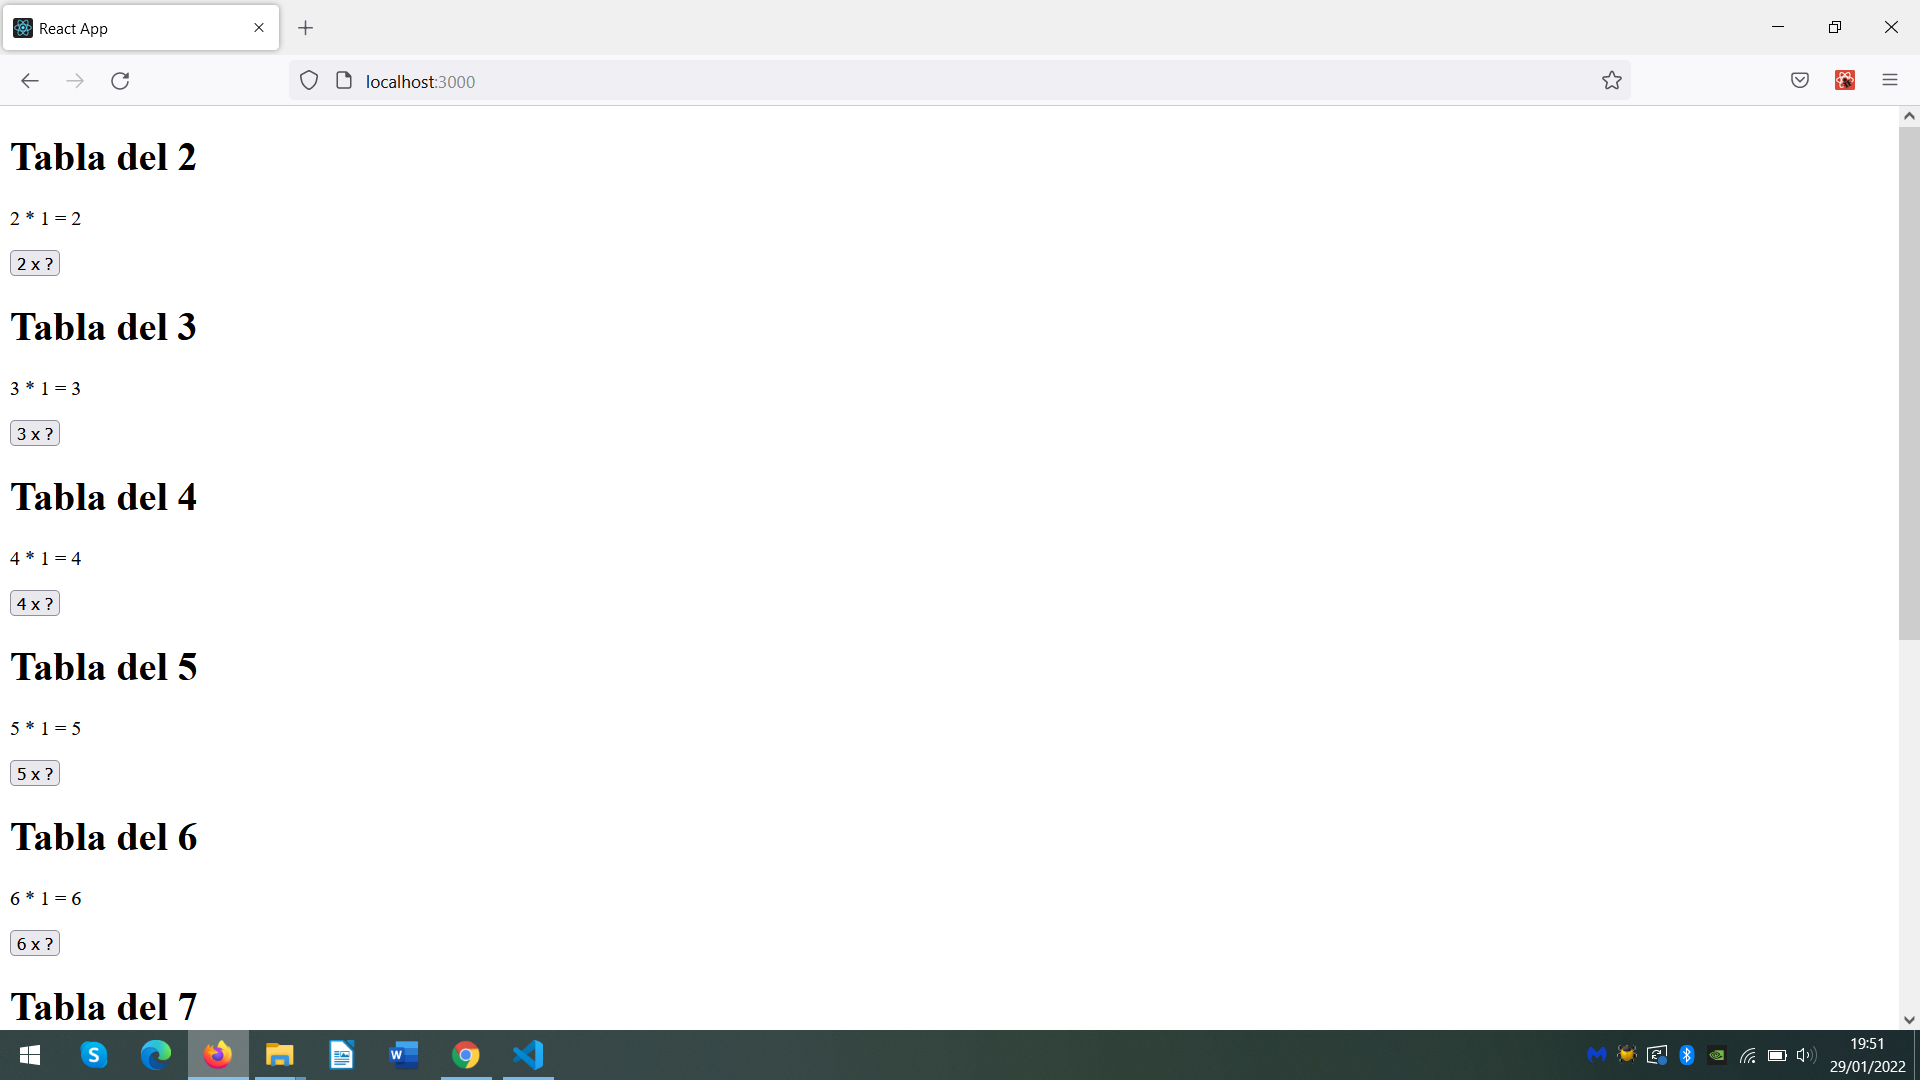 React App
localhost:3000
Tabla del 2
2 * 1 = 2
2 x ?
Tabla del 3
3 * 1 = 3
3 x ?
Tabla del 4
4 * 1 = 4
4 x ?
Tabla del 5
5 * 1 = 5
5 x ?
Tabla del 6
6 * 1 = 6
6 x ?
Tabla del 7
19:51
29/01/2022